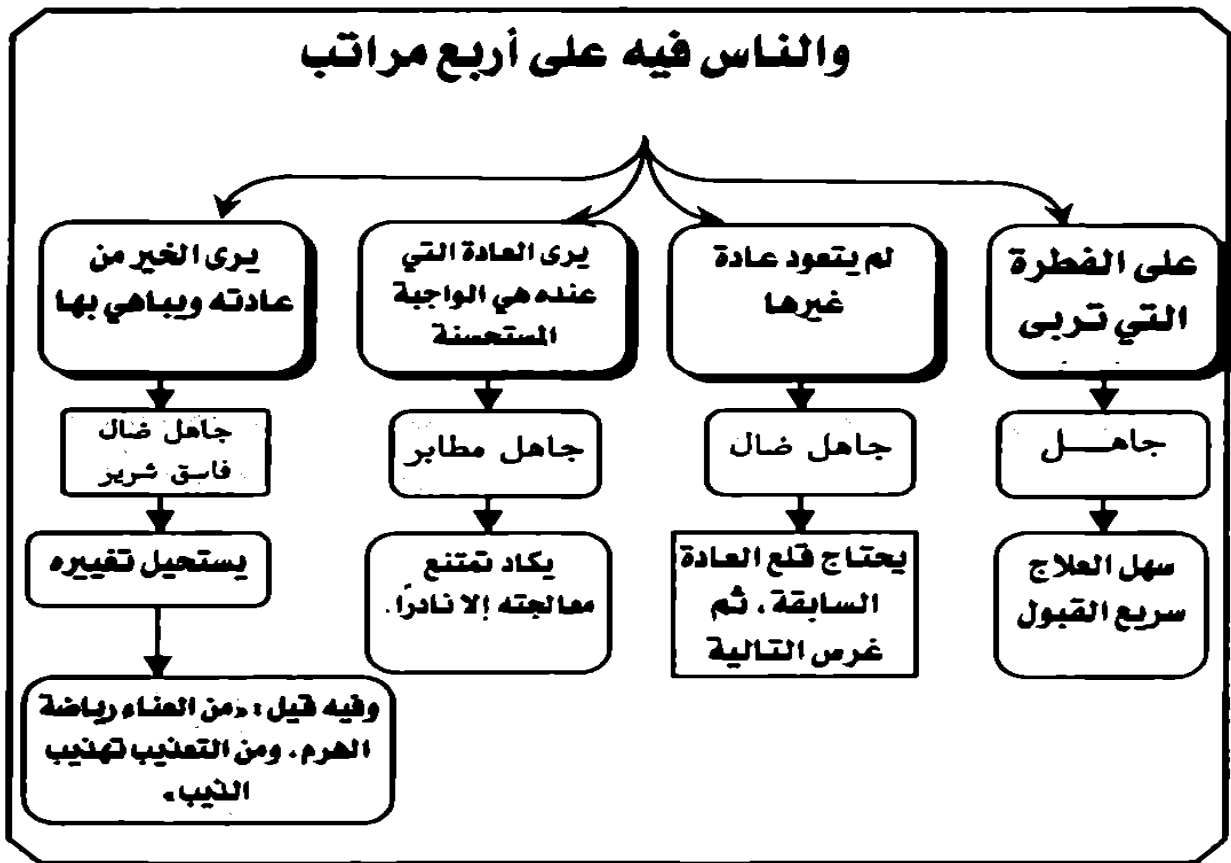 والناس فيه على أربع مراتب
على الفطرة
التي تربى
لم يتعود عادة
غيرها
يرى العادة التي
عنده هي الواجبة
المستحسنة
يرى الخير من
عادته ويباهي بها
جاهـــل
جاهل ضال
جاهل مطابر
جاهل ضال
فاسق شرير
سهل العلاج
سريع القبول
يحتاج قلع العادة
السابقة، ثم
غرس التالية
يكاد تمتنع
معالجته إلا نادرًا.
يستحيل تغييره
وفيه قيل: «من العناء رياضة
الهرم، ومن التعذيب تهذيب
الذيب»